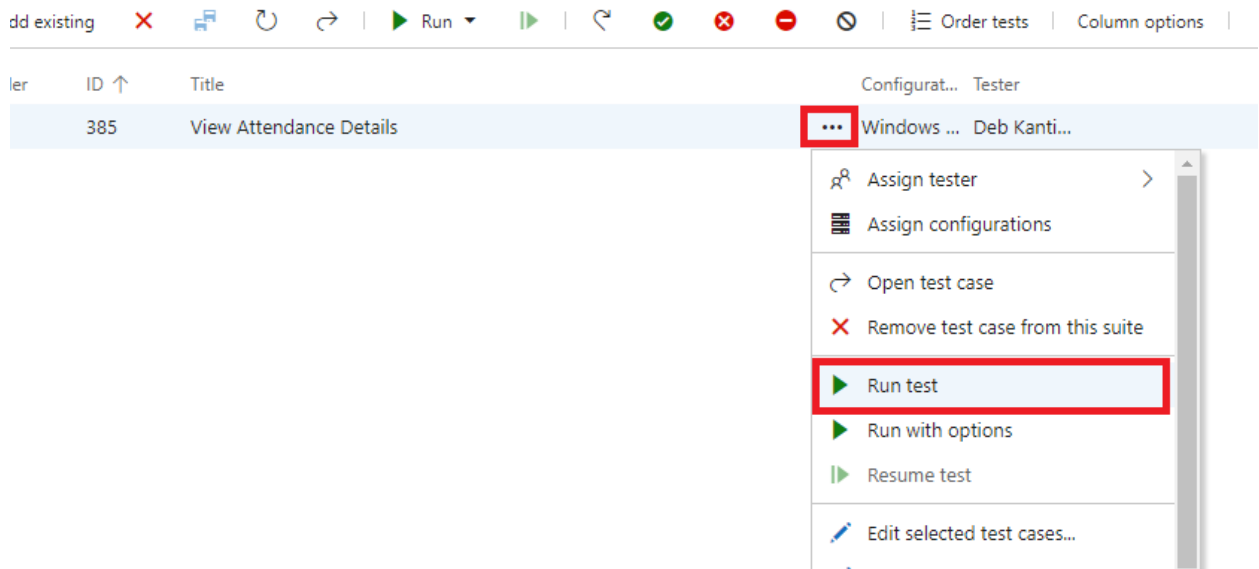 dd existing Run Order tests Column options
ler ID Title Configurat... Tester
385 View Attendance Details ... Windows ... Deb Kanti...
Assign tester
Assign configurations
Open test case
Remove test case from this suite
Run test
Run with options
Resume test
Edit selected test cases...